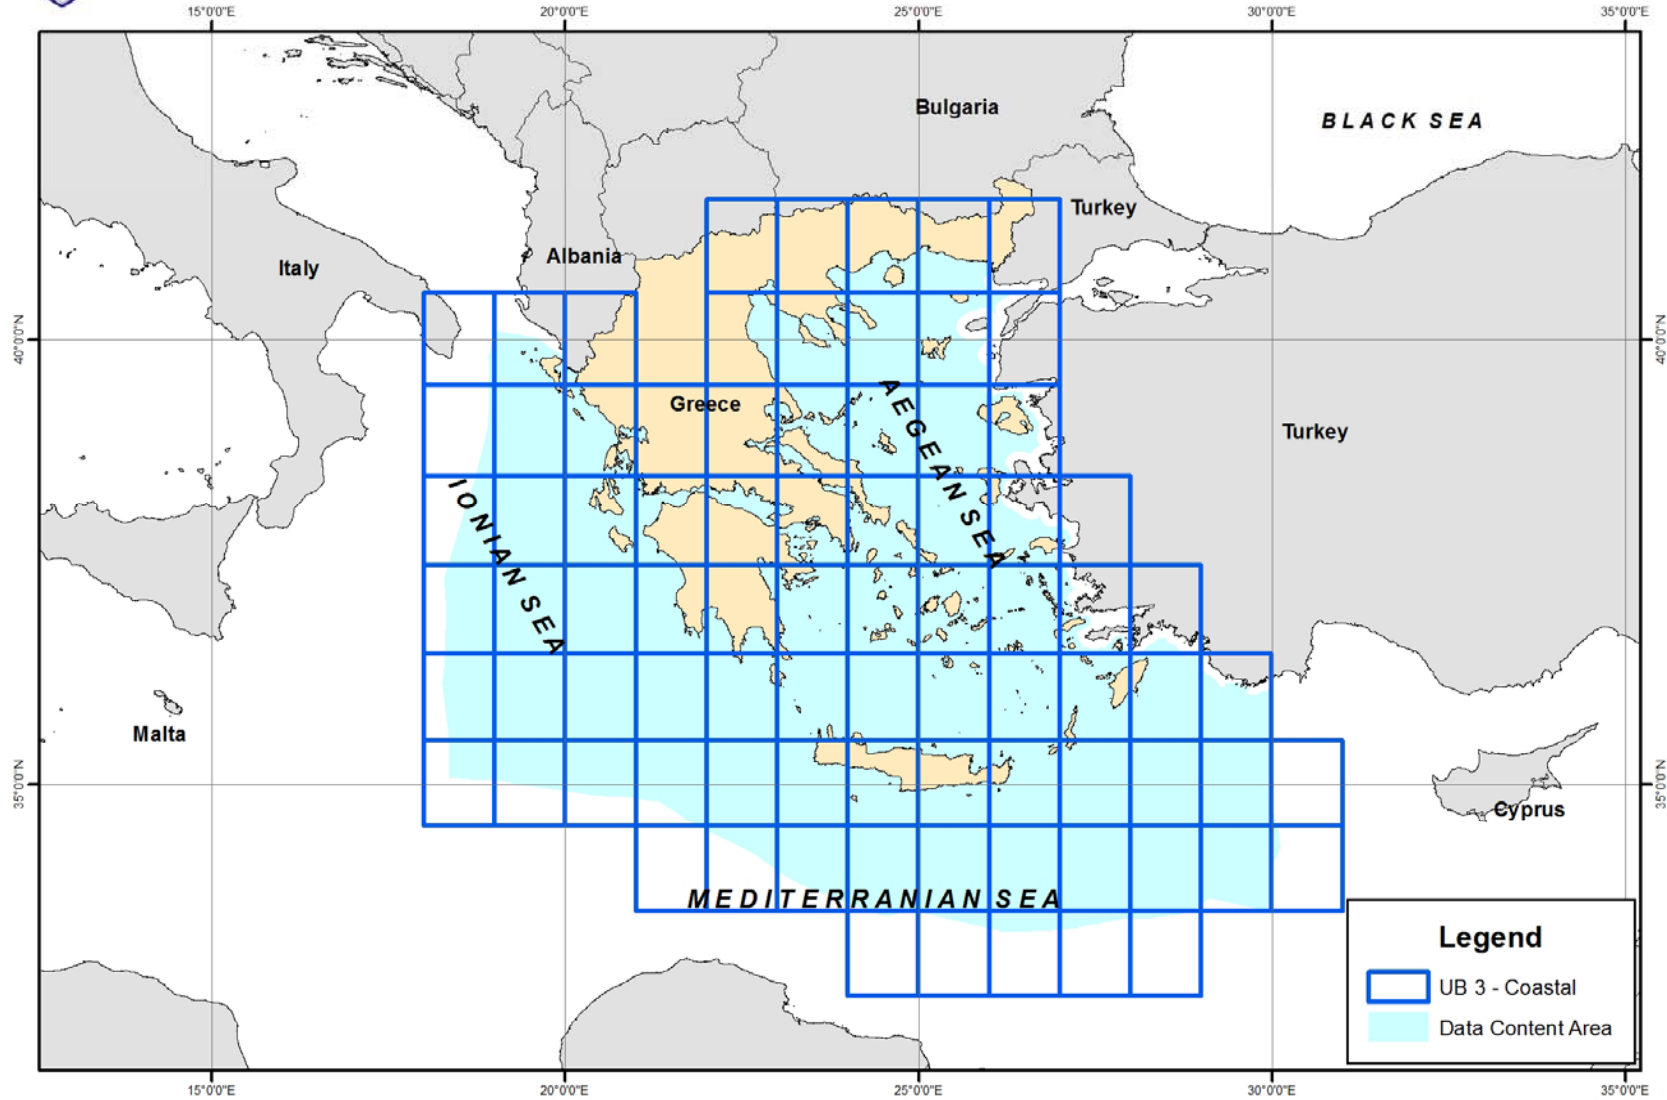 15°0'0"E 20°0'0"E 25°0'0"E 30°0'0"E 35°0'0"E
Bulgaria
BLACK SEA
Turkey
Albania
Italy
40°0'0"N 40°0'0"N
Greece
AEGEAN SEA
Turkey
IONIAN SEA
Malta
35°0'0"N 35°0'0"N
Cyprus
MEDITERRANIAN SEA
Legend
UB 3 - Coastal
Data Content Area
15°0'0"E 20°0'0"E 25°0'0"E 30°0'0"E 35°0'0"E